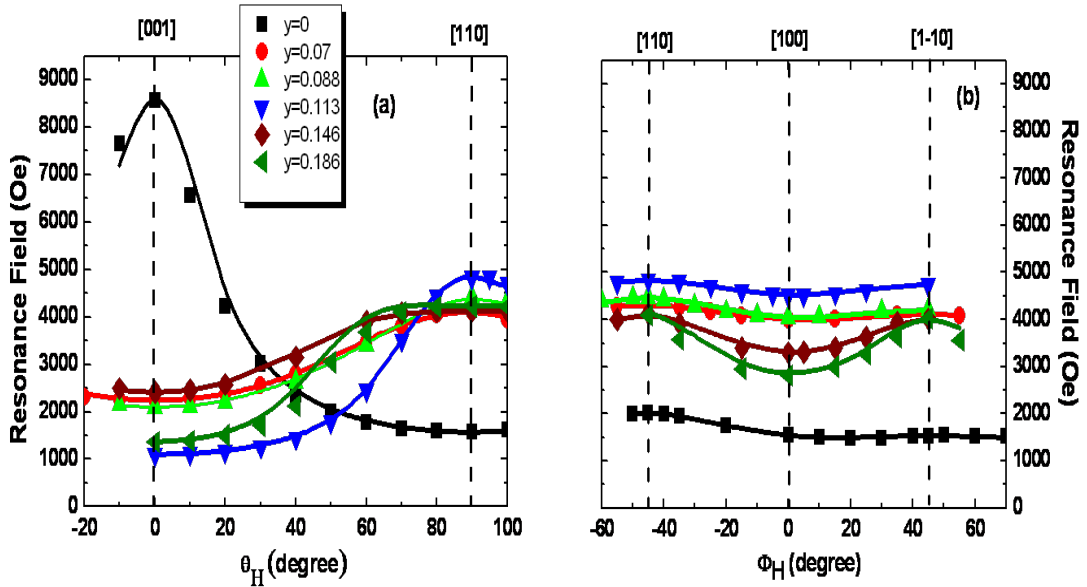 [001]
[110]
y=0
y=0.07
y=0.088
y=0.113
y=0.146
y=0.186
(a)
Resonance Field (Oe)
9000
8000
7000
6000
5000
4000
3000
2000
1000
0
-20 0 20 40 60 80 100
θH (degree)
[110] [100] [1-10]
(b)
9000
8000
7000
6000
5000
4000
3000
2000
1000
0
Resonance Field (Oe)
-60 -40 -20 0 20 40 60
ΦH (degree)